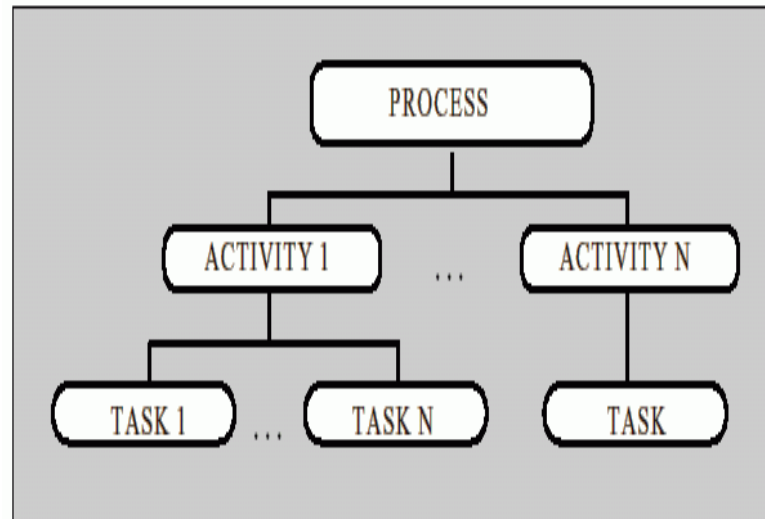 PROCESS
ACTIVITY 1
...
ACTIVITY N
TASK 1
...
TASK N
TASK